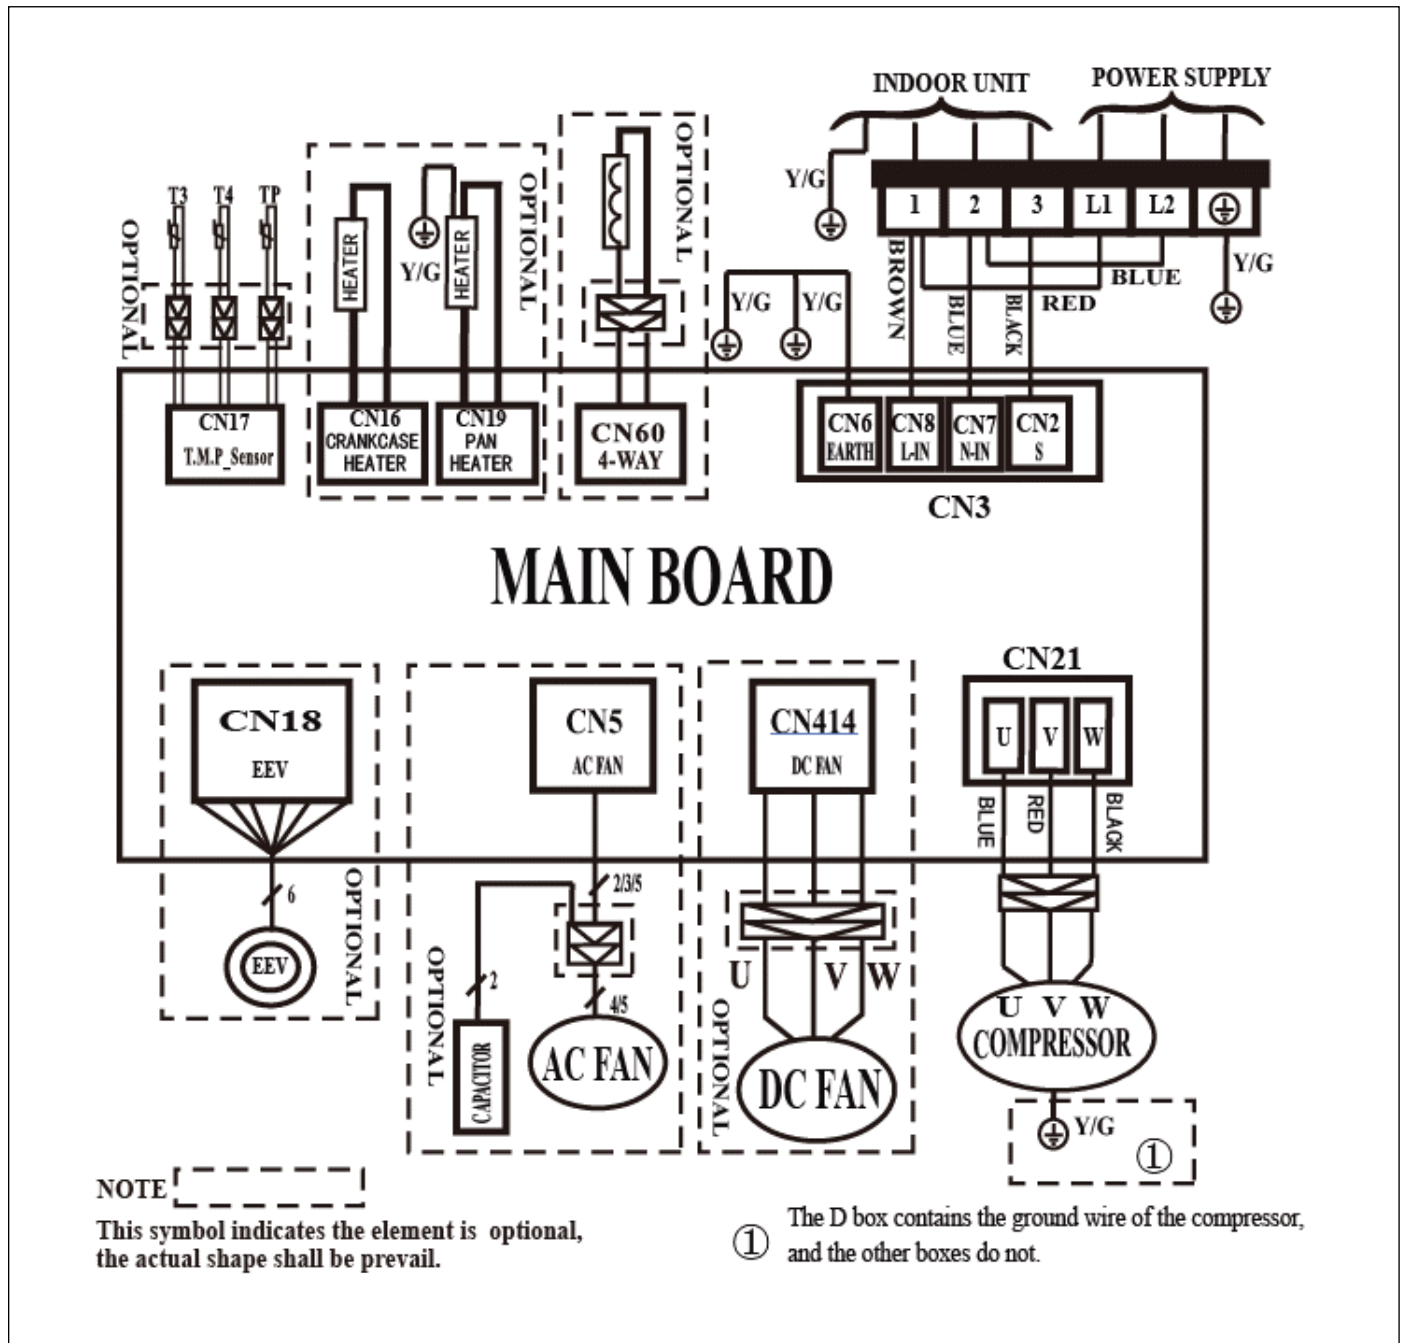 INDOOR UNIT
POWER SUPPLY
Y/G
1
2
3
L1
L2
Y/G
BROWN
BLUE
BLACK
RED
BLUE
Y/G
Y/G
T3
T4
TP
OPTIONAL
HEATER
Y/G
HEATER
OPTIONAL
OPTIONAL
CN17
T.M.P_Sensor
CN16
CRANKCASE
HEATER
CN19
PAN
HEATER
CN60
4-WAY
CN6
EARTH
CN8
L-IN
CN7
N-IN
CN2
S
CN3
MAIN BOARD
CN18
EEV
6
EEV
OPTIONAL
CN5
AC FAN
2/3/5
2
4/5
CAPACITOR
AC FAN
OPTIONAL
CN414
DC FAN
U
V
W
DC FAN
OPTIONAL
CN21
U
V
W
BLUE
RED
BLACK
U V W
COMPRESSOR
Y/G
①
NOTE
This symbol indicates the element is optional,
the actual shape shall be prevail.
①
The D box contains the ground wire of the compressor,
and the other boxes do not.